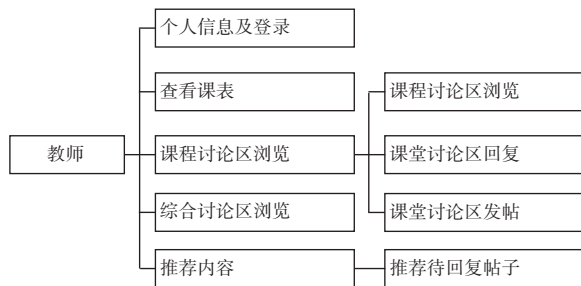 个人信息及登录
查看课表
课程讨论区浏览
教师
课程讨论区浏览
课堂讨论区回复
综合讨论区浏览
课堂讨论区发帖
推荐内容
推荐待回复帖子